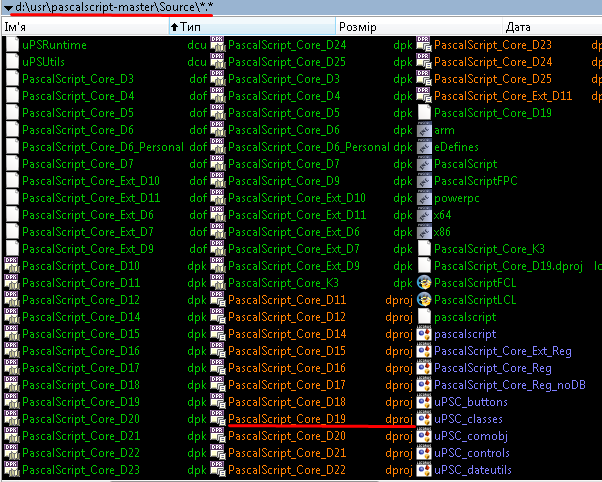 d:\usr\pascalscript-master\Source\*.*
Ім'я Тип Розмір Дата
uPSRuntime dcu
uPSUtils dcu
PascalScript_Core_D3 dof
PascalScript_Core_D4 dof
PascalScript_Core_D5 dof
PascalScript_Core_D6 dof
PascalScript_Core_D6_Personal dof
PascalScript_Core_D7 dof
PascalScript_Core_Ext_D10 dof
PascalScript_Core_Ext_D11 dof
PascalScript_Core_Ext_D6 dof
PascalScript_Core_Ext_D7 dof
PascalScript_Core_Ext_D9 dof
PascalScript_Core_D10 dpk
PascalScript_Core_D11 dpk
PascalScript_Core_D12 dpk
PascalScript_Core_D14 dpk
PascalScript_Core_D15 dpk
PascalScript_Core_D16 dpk
PascalScript_Core_D17 dpk
PascalScript_Core_D18 dpk
PascalScript_Core_D19 dpk
PascalScript_Core_D20 dpk
PascalScript_Core_D21 dpk
PascalScript_Core_D22 dpk
PascalScript_Core_D23 dpk
PascalScript_Core_D24 dpk
PascalScript_Core_D25 dpk
PascalScript_Core_D3 dpk
PascalScript_Core_D4 dpk
PascalScript_Core_D5 dpk
PascalScript_Core_D6 dpk
PascalScript_Core_D6_Personal dpk
PascalScript_Core_D7 dpk
PascalScript_Core_D9 dpk
PascalScript_Core_Ext_D10 dpk
PascalScript_Core_Ext_D11 dpk
PascalScript_Core_Ext_D6 dpk
PascalScript_Core_Ext_D7 dpk
PascalScript_Core_Ext_D9 dpk
PascalScript_Core_K3 dpk
PascalScript_Core_D11 dproj
PascalScript_Core_D12 dproj
PascalScript_Core_D14 dproj
PascalScript_Core_D15 dproj
PascalScript_Core_D16 dproj
PascalScript_Core_D17 dproj
PascalScript_Core_D18 dproj
PascalScript_Core_D19 dproj
PascalScript_Core_D20 dproj
PascalScript_Core_D21 dproj
PascalScript_Core_D22 dproj
PascalScript_Core_D23 dp
PascalScript_Core_D24 dp
PascalScript_Core_D25 dp
PascalScript_Core_Ext_D11 dp
PascalScript_Core_D19
arm
eDefines
PascalScript
PascalScriptFPC
powerpc
x64
x86
PascalScript_Core_K3
PascalScript_Core_D19.dproj lo
PascalScriptFCL
PascalScriptLCL
pascalscript
pascalscript
PascalScript_Core_Ext_Reg
PascalScript_Core_Reg
PascalScript_Core_Reg_noDB
uPSC_buttons
uPSC_classes
uPSC_comobj
uPSC_controls
uPSC_dateutils